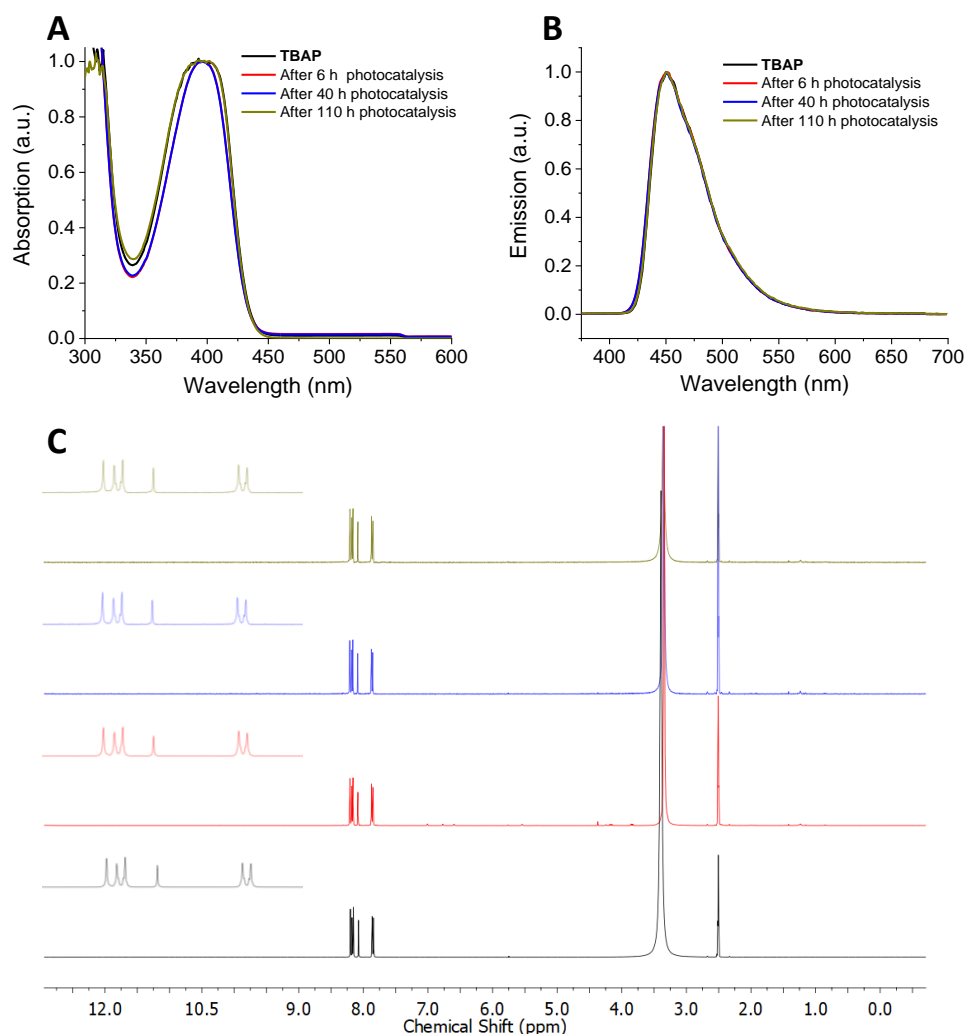 A
TBAP
After 6 h photocatalysis
After 40 h photocatalysis
After 110 h photocatalysis
Absorption (a.u.)
1.0
0.8
0.6
0.4
0.2
0.0
300 350 400 450 500 550 600
Wavelength (nm)
B
TBAP
After 6 h photocatalysis
After 40 h photocatalysis
After 110 h photocatalysis
Emission (a.u.)
1.0
0.8
0.6
0.4
0.2
0.0
400 450 500 550 600 650 700
Wavelength (nm)
C
12.0 10.5 9.0 8.0 7.0 6.0 5.0 4.0 3.0 2.0 1.0 0.0
Chemical Shift (ppm)